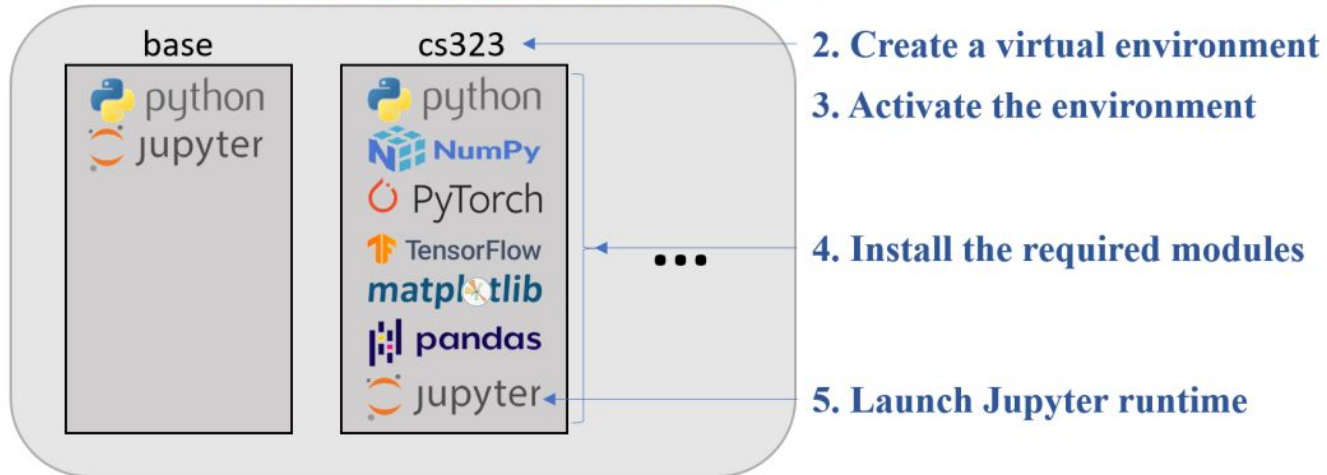 base
cs323
2. Create a virtual environment
python
python
3. Activate the environment
jupyter
NumPy
PyTorch
TensorFlow
4. Install the required modules
...
matplotlib
pandas
jupyter
5. Launch Jupyter runtime